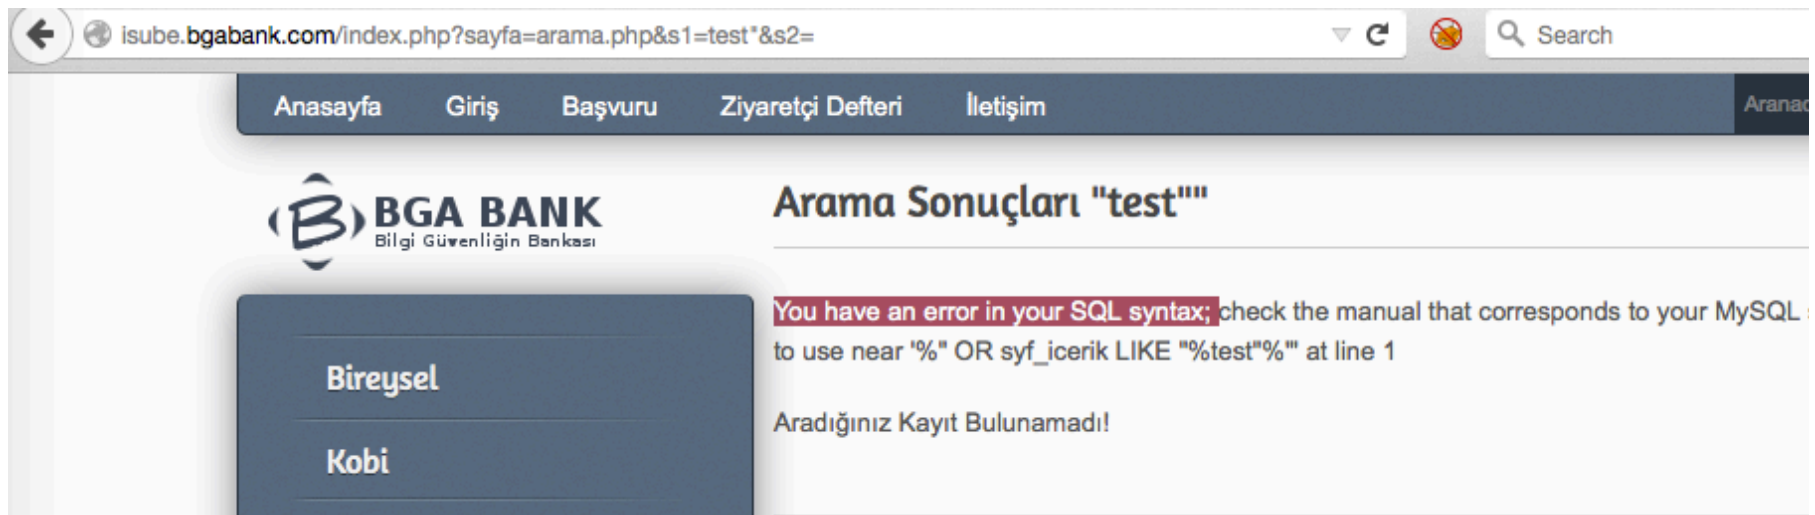 isube.bgabank.com/index.php?sayfa=arama.php&s1=test"&s2=
Search
Anasayfa Giriş Başvuru Ziyaretçi Defteri İletişim
BGA BANK
Bilgi Güvenliğin Bankası
Arama Sonuçları "test""
You have an error in your SQL syntax; check the manual that corresponds to your MySQL
to use near '%" OR syf_icerik LIKE "%test"%"' at line 1
Aradığınız Kayıt Bulunamadı!
Bireysel
Kobi